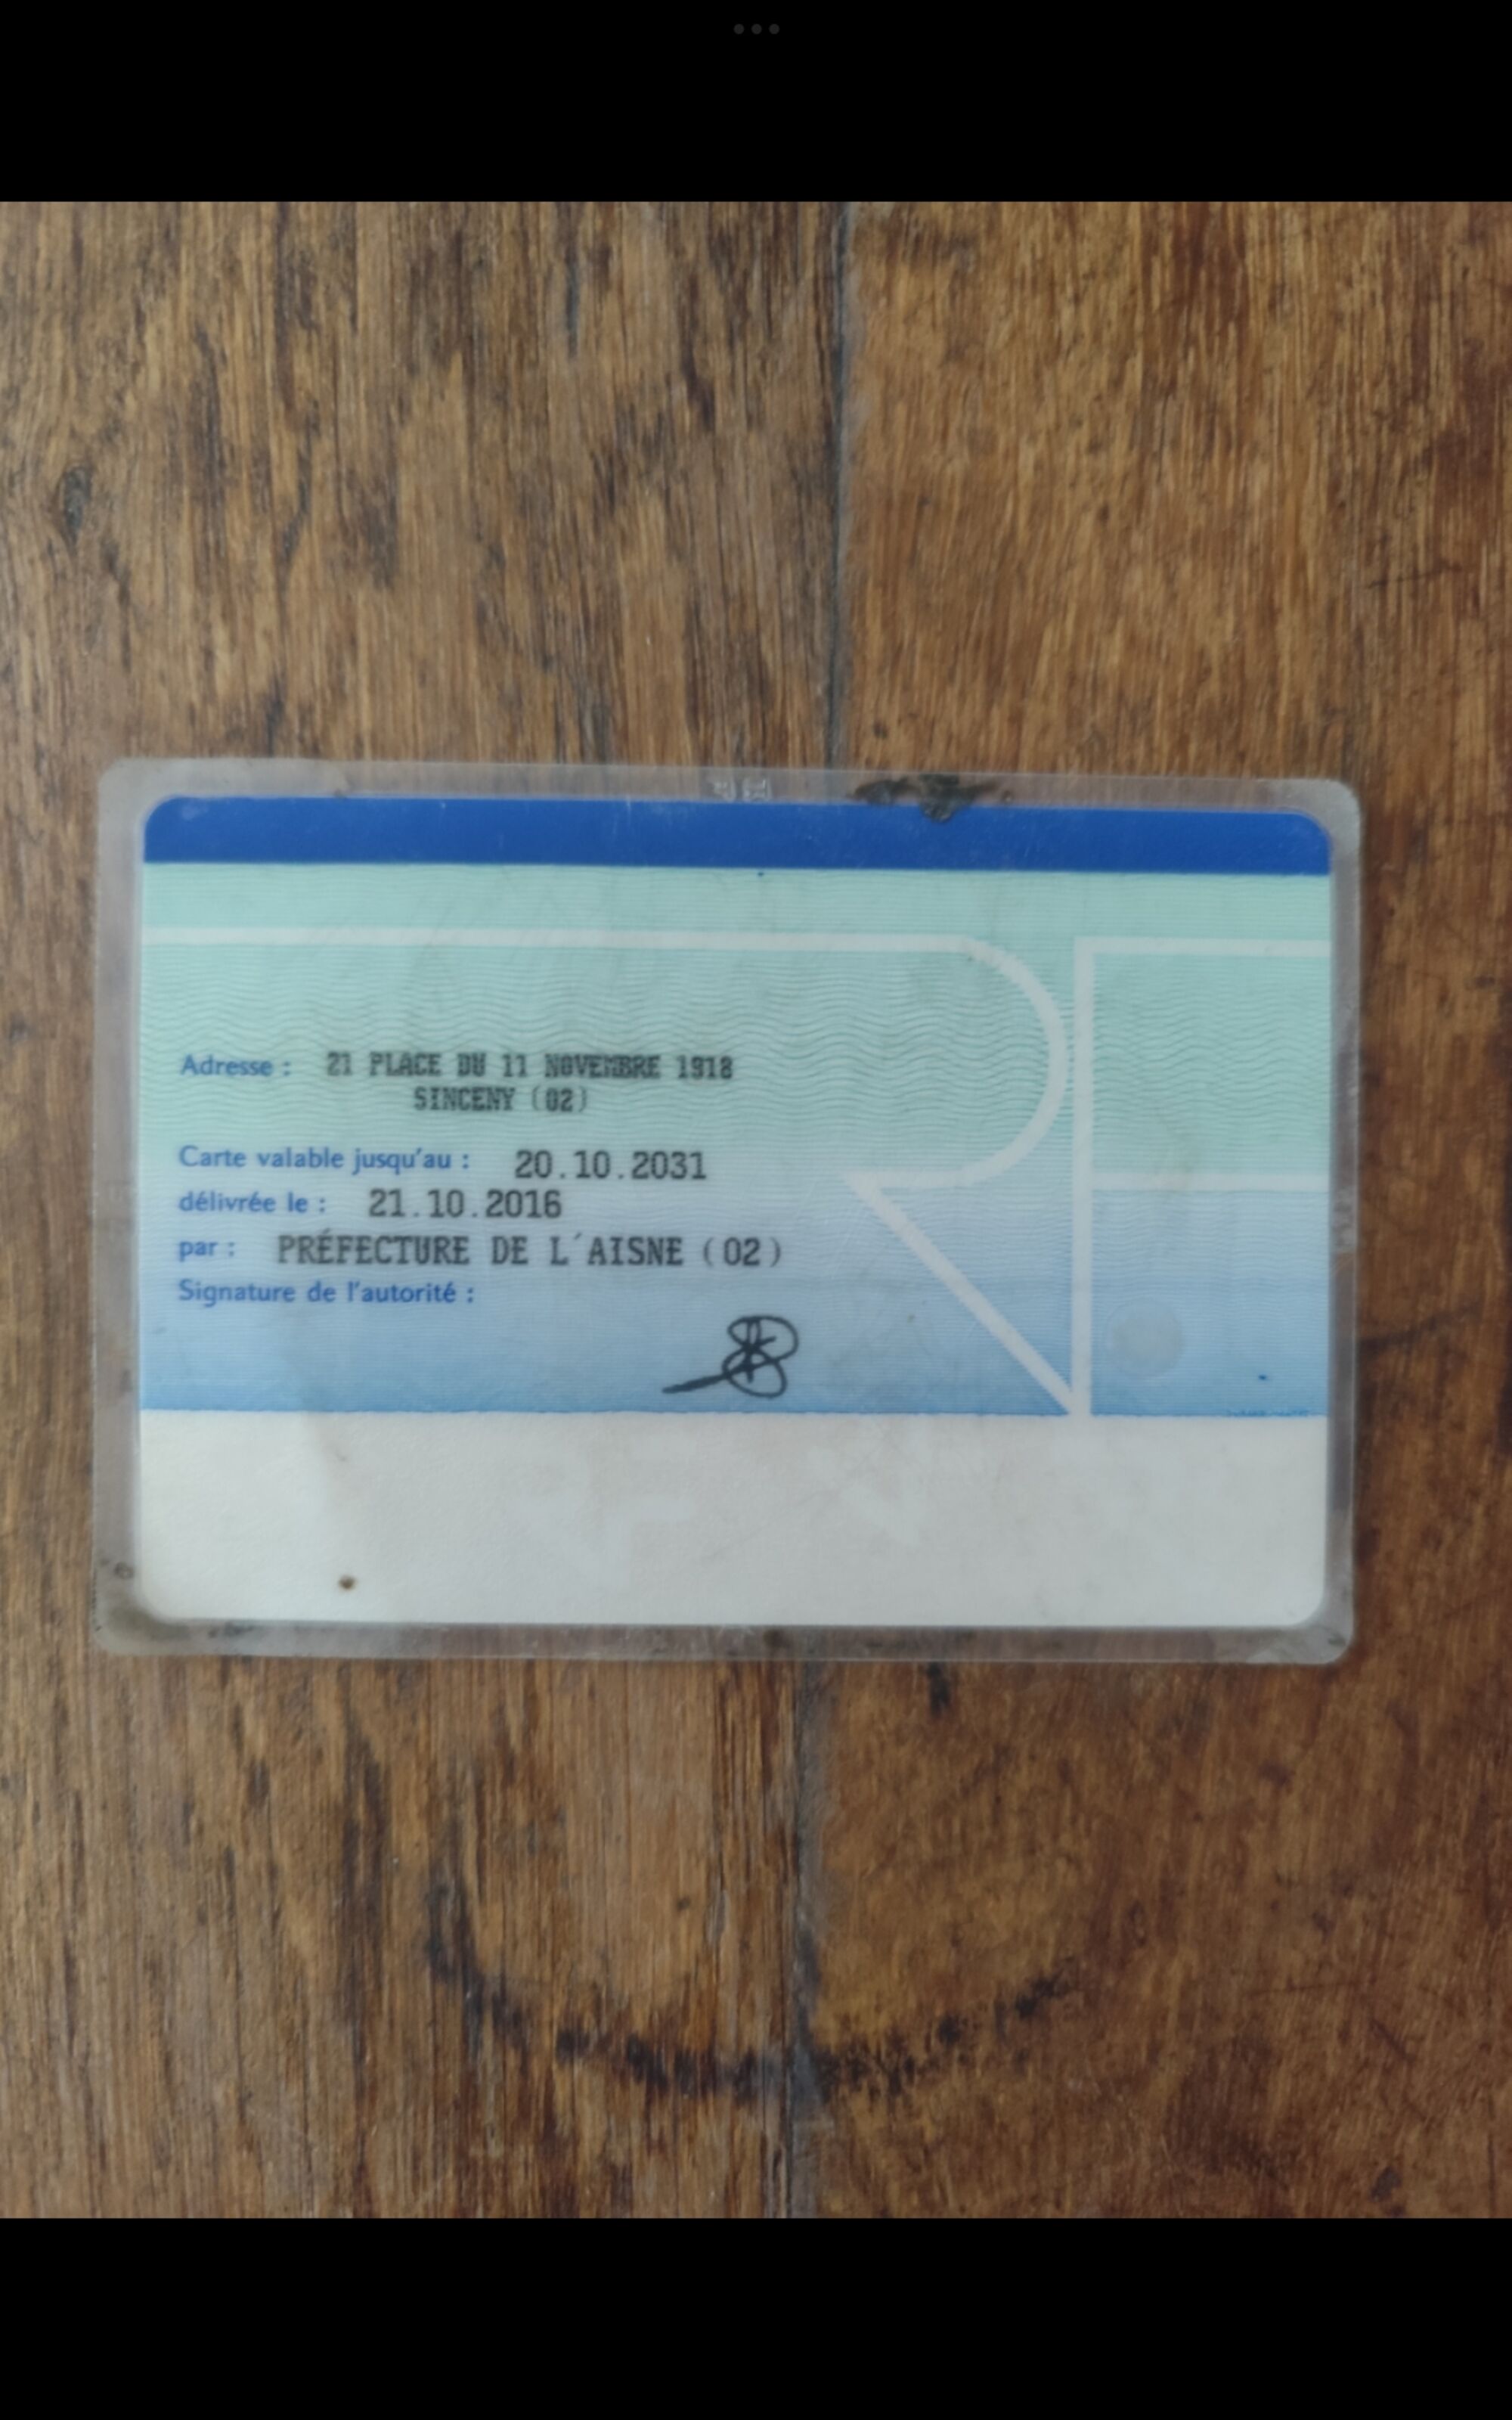 Adresse : 21 PLACE DU 11 NOVEMBRE 1918
SINCENY (02)
Carte valable jusqu'au : 20.10.2031
délivrée le : 21.10.2016
par : PRÉFECTURE DE L'AISNE (02)
Signature de l'autorité :